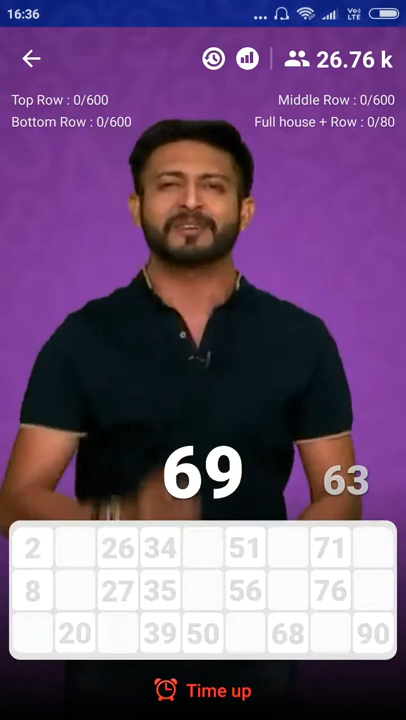 16:36 ... Vo) LTE
26.76 k
Top Row : 0/600 Middle Row : 0/600
Bottom Row : 0/600 Full house + Row : 0/80
69 63
2 26 34 51 71
8 27 35 56 76
20 39 50 68 90
Time up